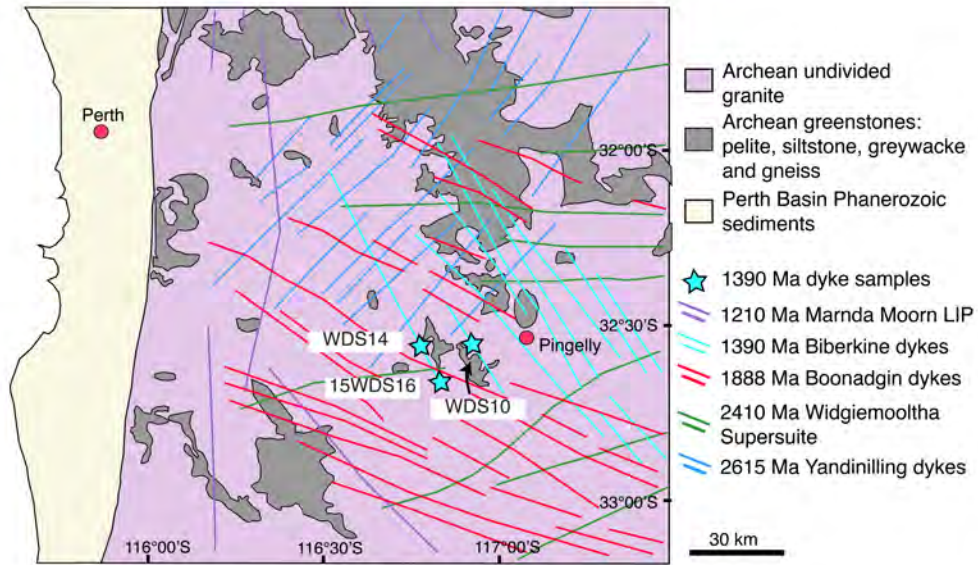 Perth
WDS14
15WDS16
WDS10
Pingelly
32°00'S
32°30'S
33°00'S
116°00'S
116°30'S
117°00'S
Archean undivided
granite
Archean greenstones:
pelite, siltstone, greywacke
and gneiss
Perth Basin Phanerozoic
sediments
1390 Ma dyke samples
1210 Ma Marnda Moorn LIP
1390 Ma Biberkine dykes
1888 Ma Boonadgin dykes
2410 Ma Widgiemooltha
Supersuite
2615 Ma Yandinilling dykes
30 km